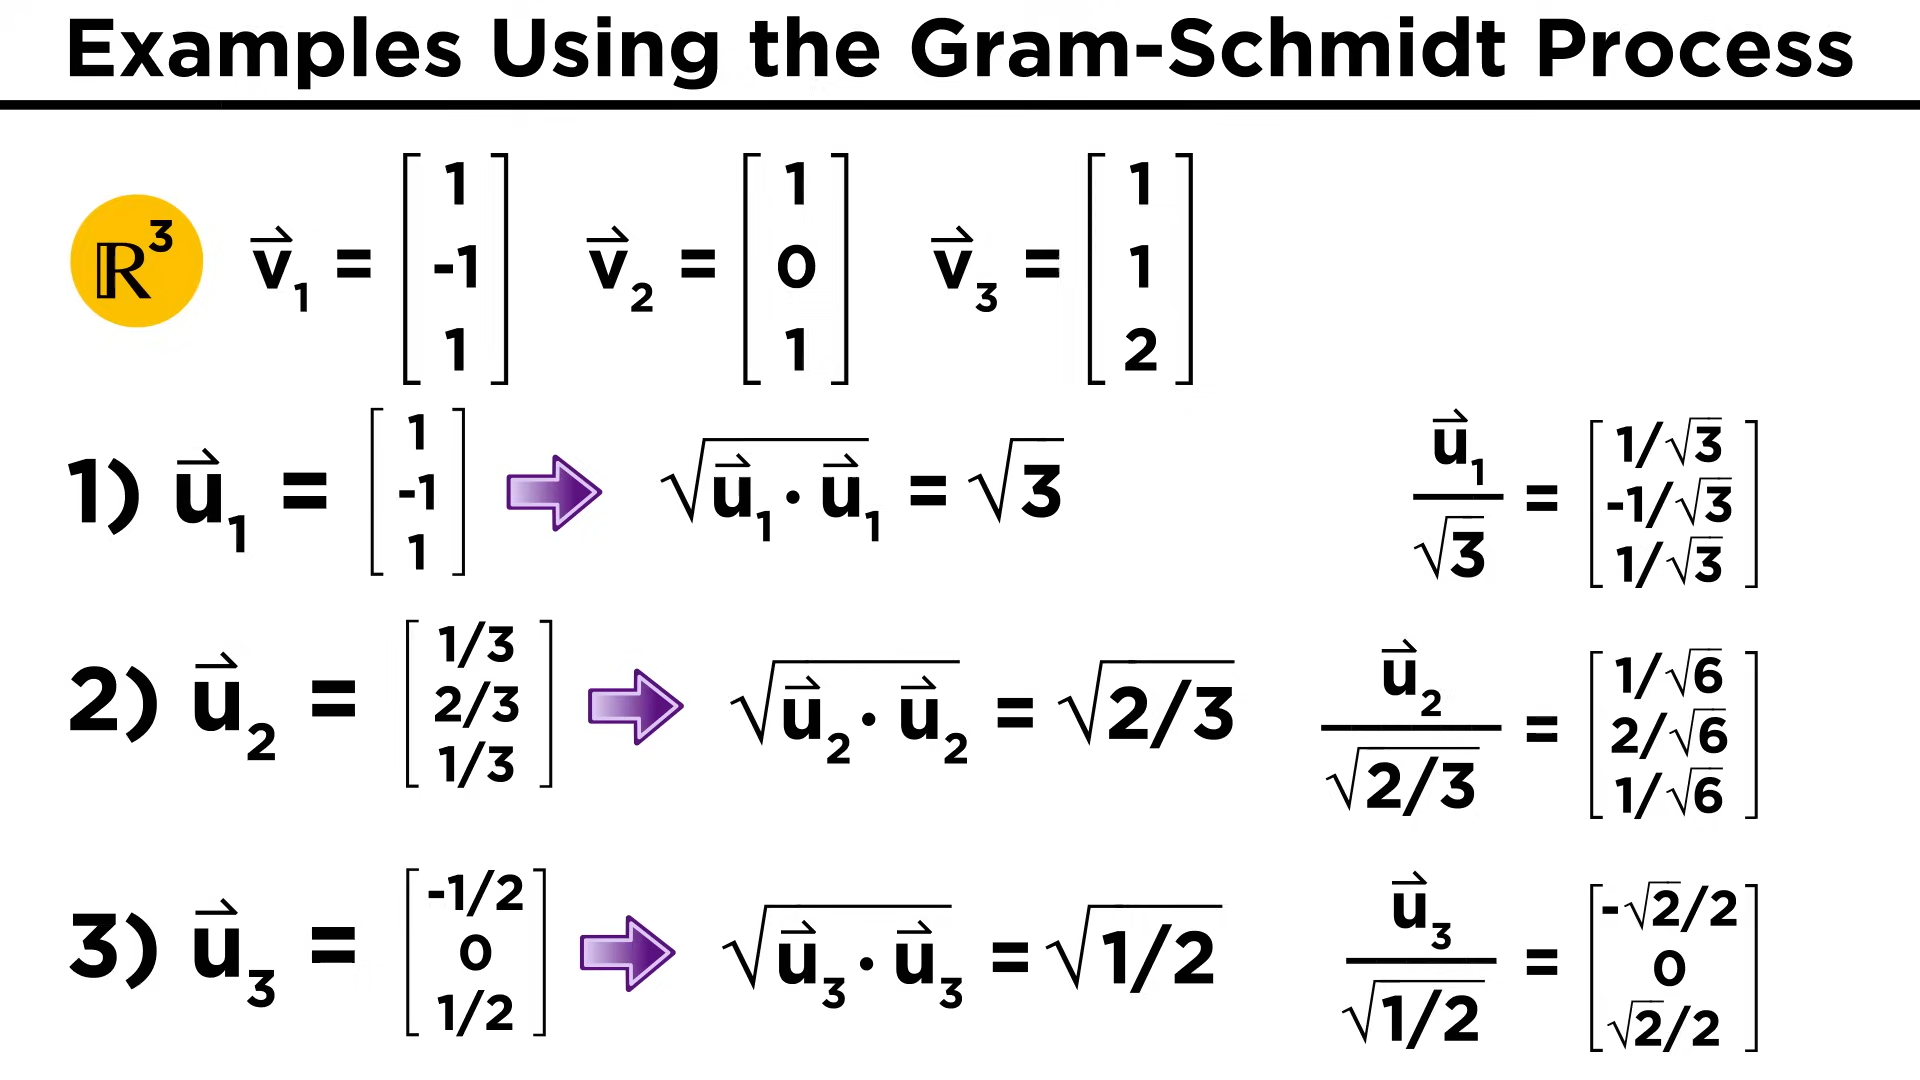 Examples Using the Gram-Schmidt Process
ℝ³ v⃗₁ = [1 -1 1] v⃗₂ = [1 0 1] v⃗₃ = [1 1 2]
1) u⃗₁ = [1 -1 1] ⇨ √(u⃗₁ · u⃗₁) = √3 u⃗₁/√3 = [1/√3 -1/√3 1/√3]
2) u⃗₂ = [1/3 2/3 1/3] ⇨ √(u⃗₂ · u⃗₂) = √(2/3) u⃗₂/√(2/3) = [1/√6 2/√6 1/√6]
3) u⃗₃ = [-1/2 0 1/2] ⇨ √(u⃗₃ · u⃗₃) = √(1/2) u⃗₃/√(1/2) = [-√2/2 0 √2/2]